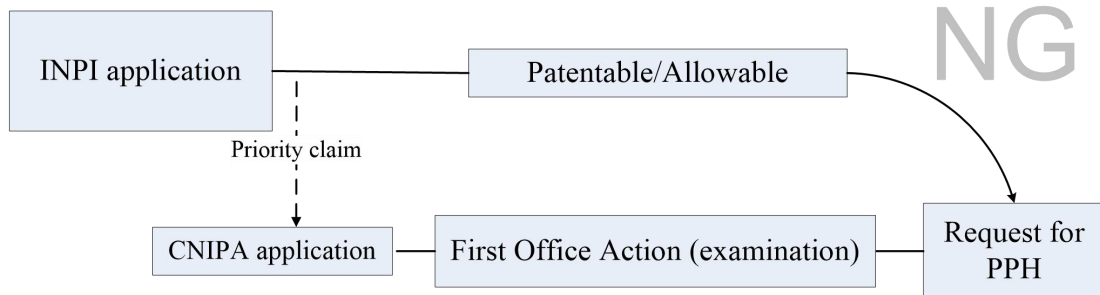 NG
INPI application
Patentable/Allowable
Priority claim
CNIPA application
First Office Action (examination)
Request for
PPH